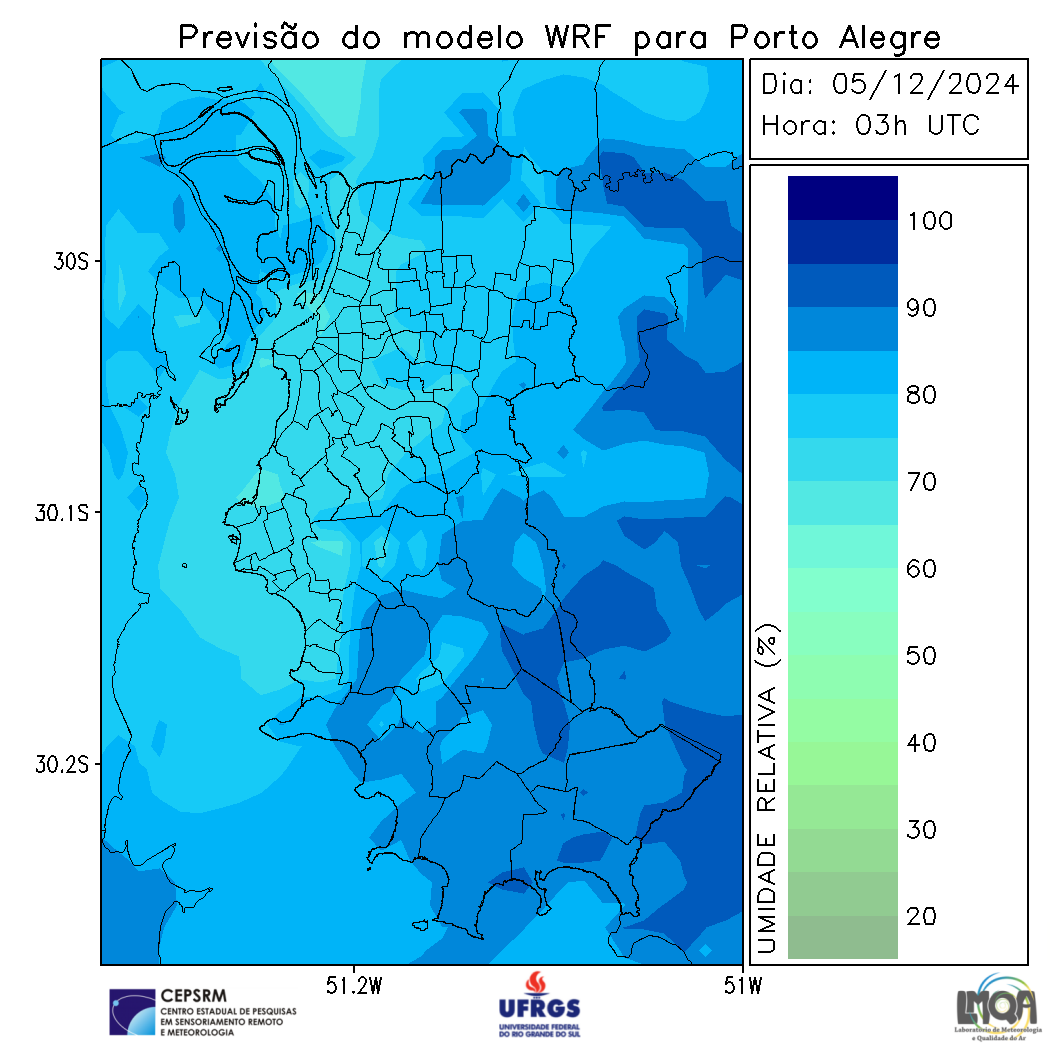 Previsão do modelo WRF para Porto Alegre
Dia: 05/12/2024
Hora: 03h UTC
30S
30.1S
30.2S
51.2W
51W
100
90
80
70
60
50
40
30
20
UMIDADE RELATIVA (%)
CEPSRM
CENTRO ESTADUAL DE PESQUISAS
EM SENSORIAMENTO REMOTO
E METEOROLOGIA
UFRGS
UNIVERSIDADE FEDERAL
DO RIO GRANDE DO SUL
LMQA
Laboratório de Meteorologia
e Qualidade do Ar